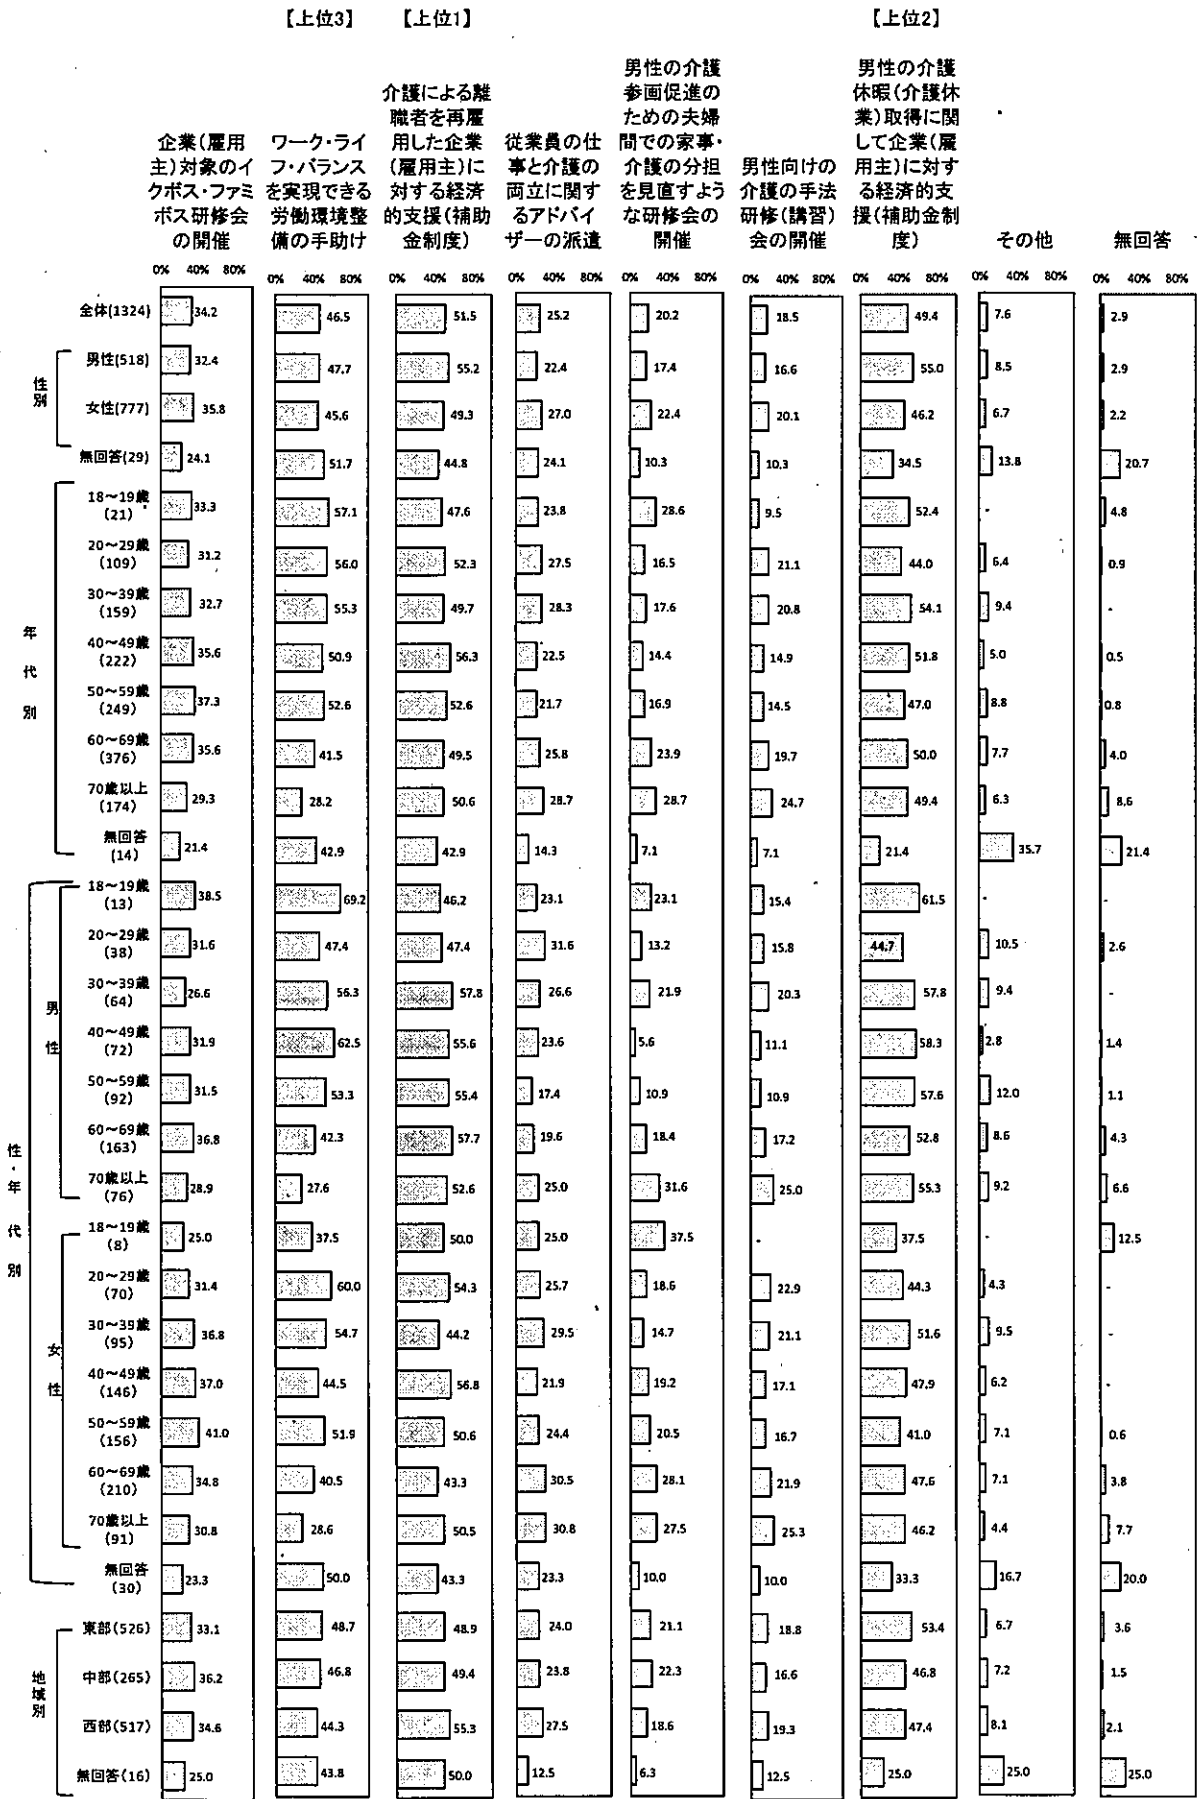 【上位3】 【上位1】 【上位2】
企業(雇用
主)対象のイ
クボス・ファミ
ボス研修会
の開催
ワーク・ライ
フ・バランス
を実現できる
労働環境整
備の手助け
介護による離
職者を再雇
用した企業
(雇用主)に
対する経済
的支援(補助
金制度)
従業員の仕
事と介護の
両立に関す
るアドバイ
ザーの派遣
男性の介護
参画促進の
ための夫婦
間での家事・
介護の分担
を見直すよう
な研修会の
開催
男性向けの
介護の手法
研修(講習)
会の開催
男性の介護
休暇(介護休
業)取得に関
して企業(雇
用主)に対す
る経済的支
援(補助金制
度)
その他
無回答
0% 40% 80% 0% 40% 80% 0% 40% 80% 0% 40% 80% 0% 40% 80% 0% 40% 80% 0% 40% 80% 0% 40% 80% 0% 40% 80%
全体(1324) 34.2 46.5 51.5 25.2 20.2 18.5 49.4 7.6 2.9
性別
男性(518) 32.4 47.7 55.2 22.4 17.4 16.6 55.0 8.5 2.9
女性(777) 35.8 45.6 49.3 27.0 22.4 20.1 46.2 6.7 2.2
無回答(29) 24.1 51.7 44.8 24.1 10.3 10.3 34.5 13.8 20.7
年代別
18～19歳
(21) 33.3 57.1 47.6 23.8 28.6 9.5 52.4 - 4.8
20～29歳
(109) 31.2 56.0 52.3 27.5 16.5 21.1 44.0 6.4 0.9
30～39歳
(159) 32.7 55.3 49.7 28.3 17.6 20.8 54.1 9.4 -
40～49歳
(222) 35.6 50.9 56.3 22.5 14.4 14.9 51.8 5.0 0.5
50～59歳
(249) 37.3 52.6 52.6 21.7 16.9 14.5 47.0 8.8 0.8
60～69歳
(376) 35.6 41.5 49.5 25.8 23.9 19.7 50.0 7.7 4.0
70歳以上
(174) 29.3 28.2 50.6 28.7 28.7 24.7 49.4 6.3 8.6
無回答
(14) 21.4 42.9 42.9 14.3 7.1 7.1 21.4 35.7 21.4
性・年代別
男性
18～19歳
(13) 38.5 69.2 46.2 23.1 23.1 15.4 61.5 - -
20～29歳
(38) 31.6 47.4 47.4 31.6 13.2 15.8 44.7 10.5 2.6
30～39歳
(64) 26.6 56.3 57.8 26.6 21.9 20.3 57.8 9.4 -
40～49歳
(72) 31.9 62.5 55.6 23.6 5.6 11.1 58.3 2.8 1.4
50～59歳
(92) 31.5 53.3 55.4 17.4 10.9 10.9 57.6 12.0 1.1
60～69歳
(163) 36.8 42.3 57.7 19.6 18.4 17.2 52.8 8.6 4.3
70歳以上
(76) 28.9 27.6 52.6 25.0 31.6 25.0 55.3 9.2 6.6
女性
18～19歳
(8) 25.0 37.5 50.0 25.0 37.5 - 37.5 - 12.5
20～29歳
(70) 31.4 60.0 54.3 25.7 18.6 22.9 44.3 4.3 -
30～39歳
(95) 36.8 54.7 44.2 29.5 14.7 21.1 51.6 9.5 -
40～49歳
(146) 37.0 44.5 56.8 21.9 19.2 17.1 47.9 6.2 -
50～59歳
(156) 41.0 51.9 50.6 24.4 20.5 16.7 41.0 7.1 0.6
60～69歳
(210) 34.8 40.5 43.3 30.5 28.1 21.9 47.6 7.1 3.8
70歳以上
(91) 30.8 28.6 50.5 30.8 27.5 25.3 46.2 4.4 7.7
無回答
(30) 23.3 50.0 43.3 23.3 10.0 10.0 33.3 16.7 20.0
地域別
東部(526) 33.1 48.7 48.9 24.0 21.1 18.8 53.4 6.7 3.6
中部(265) 36.2 46.8 49.4 23.8 22.3 16.6 46.8 7.2 1.5
西部(517) 34.6 44.3 55.3 27.5 18.6 19.3 47.4 8.1 2.1
無回答(16) 25.0 43.8 50.0 12.5 6.3 12.5 25.0 25.0 25.0